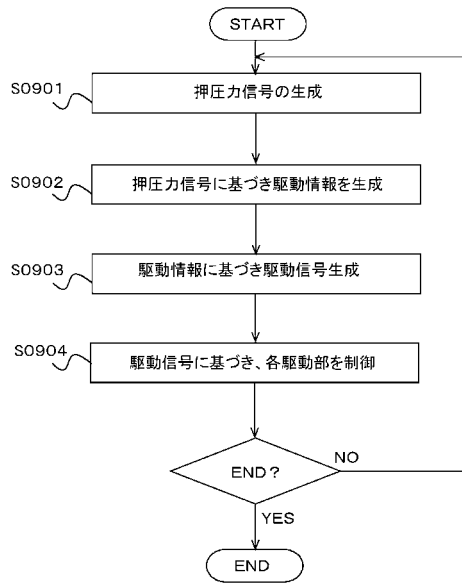 START
S0901
押圧力信号の生成
S0902
押圧力信号に基づき駆動情報を生成
S0903
駆動情報に基づき駆動信号生成
S0904
駆動信号に基づき、各駆動部を制御
END？
NO
YES
END